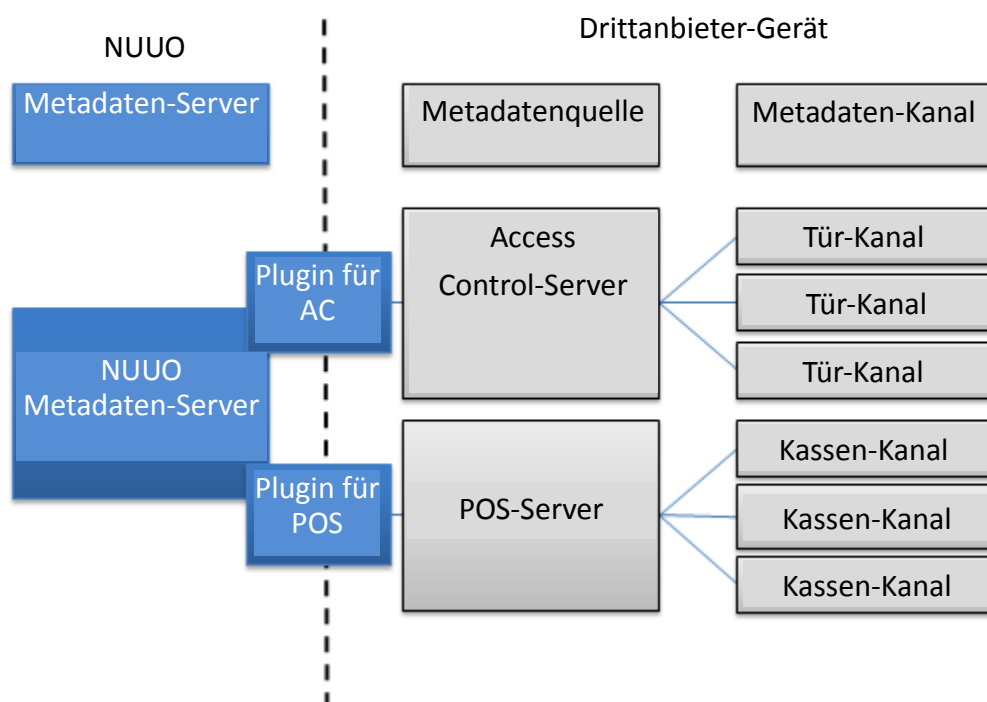 NUUO
Drittanbieter-Gerät
Metadaten-Server
Metadatenquelle
Metadaten-Kanal
Plugin für
AC
Access
Control-Server
Tür-Kanal
Tür-Kanal
Tür-Kanal
NUUO
Metadaten-Server
Plugin für
POS
POS-Server
Kassen-Kanal
Kassen-Kanal
Kassen-Kanal